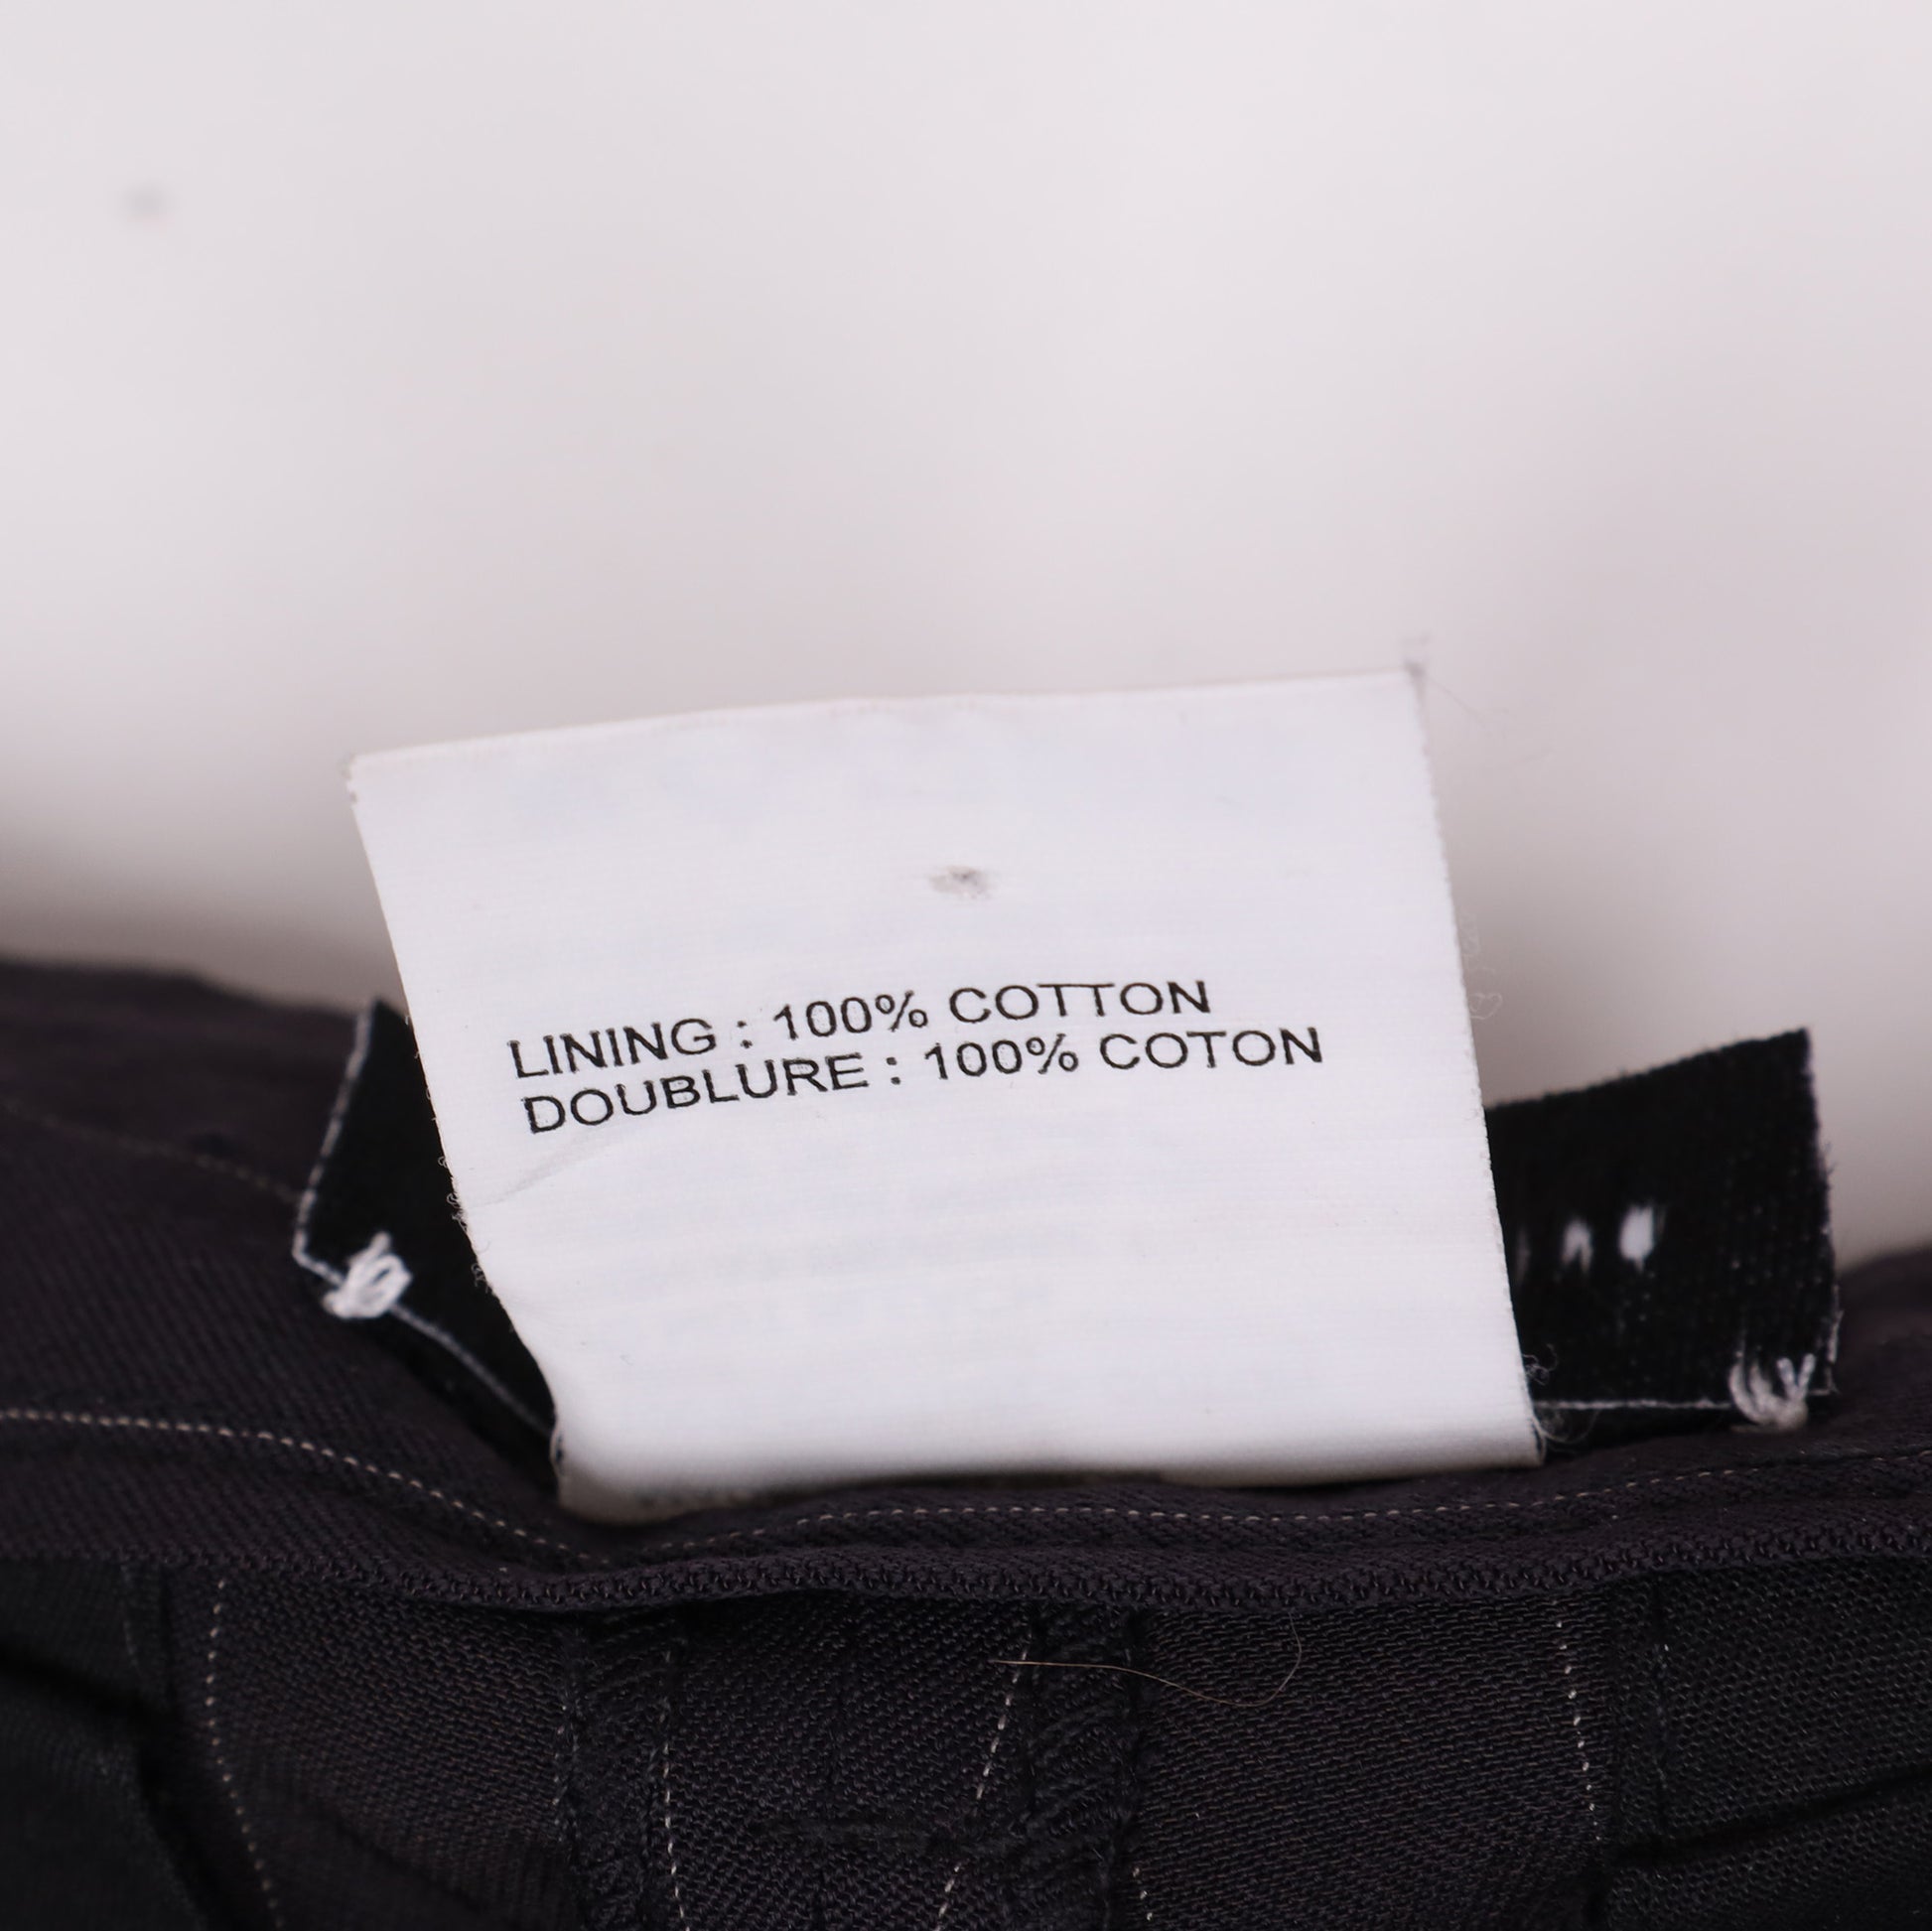 LINING : 100% COTTON
DOUBLURE : 100% COTON